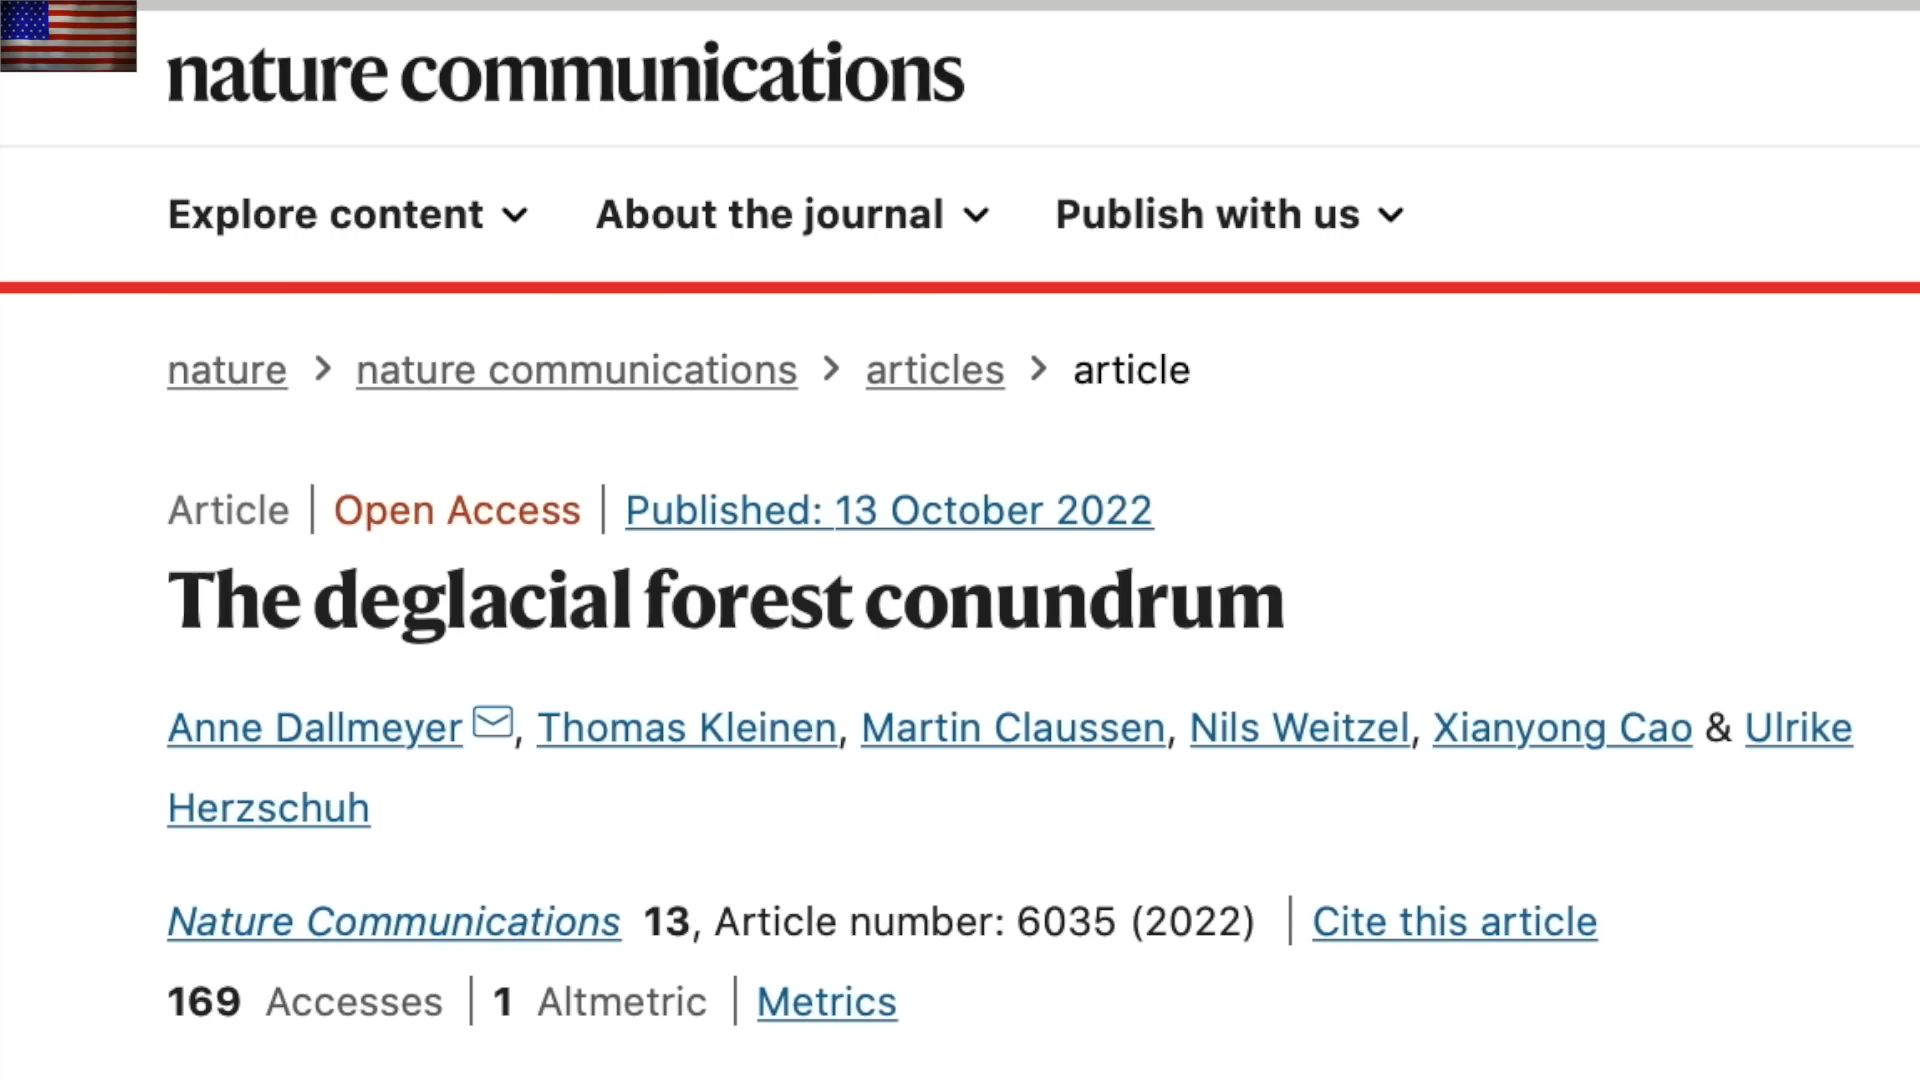 nature communications
Explore content About the journal Publish with us
nature > nature communications > articles > article
Article | Open Access | Published: 13 October 2022
The deglacial forest conundrum
Anne Dallmeyer, Thomas Kleinen, Martin Claussen, Nils Weitzel, Xianyong Cao & Ulrike
Herzschuh
Nature Communications 13, Article number: 6035 (2022) | Cite this article
169 Accesses | 1 Altmetric | Metrics